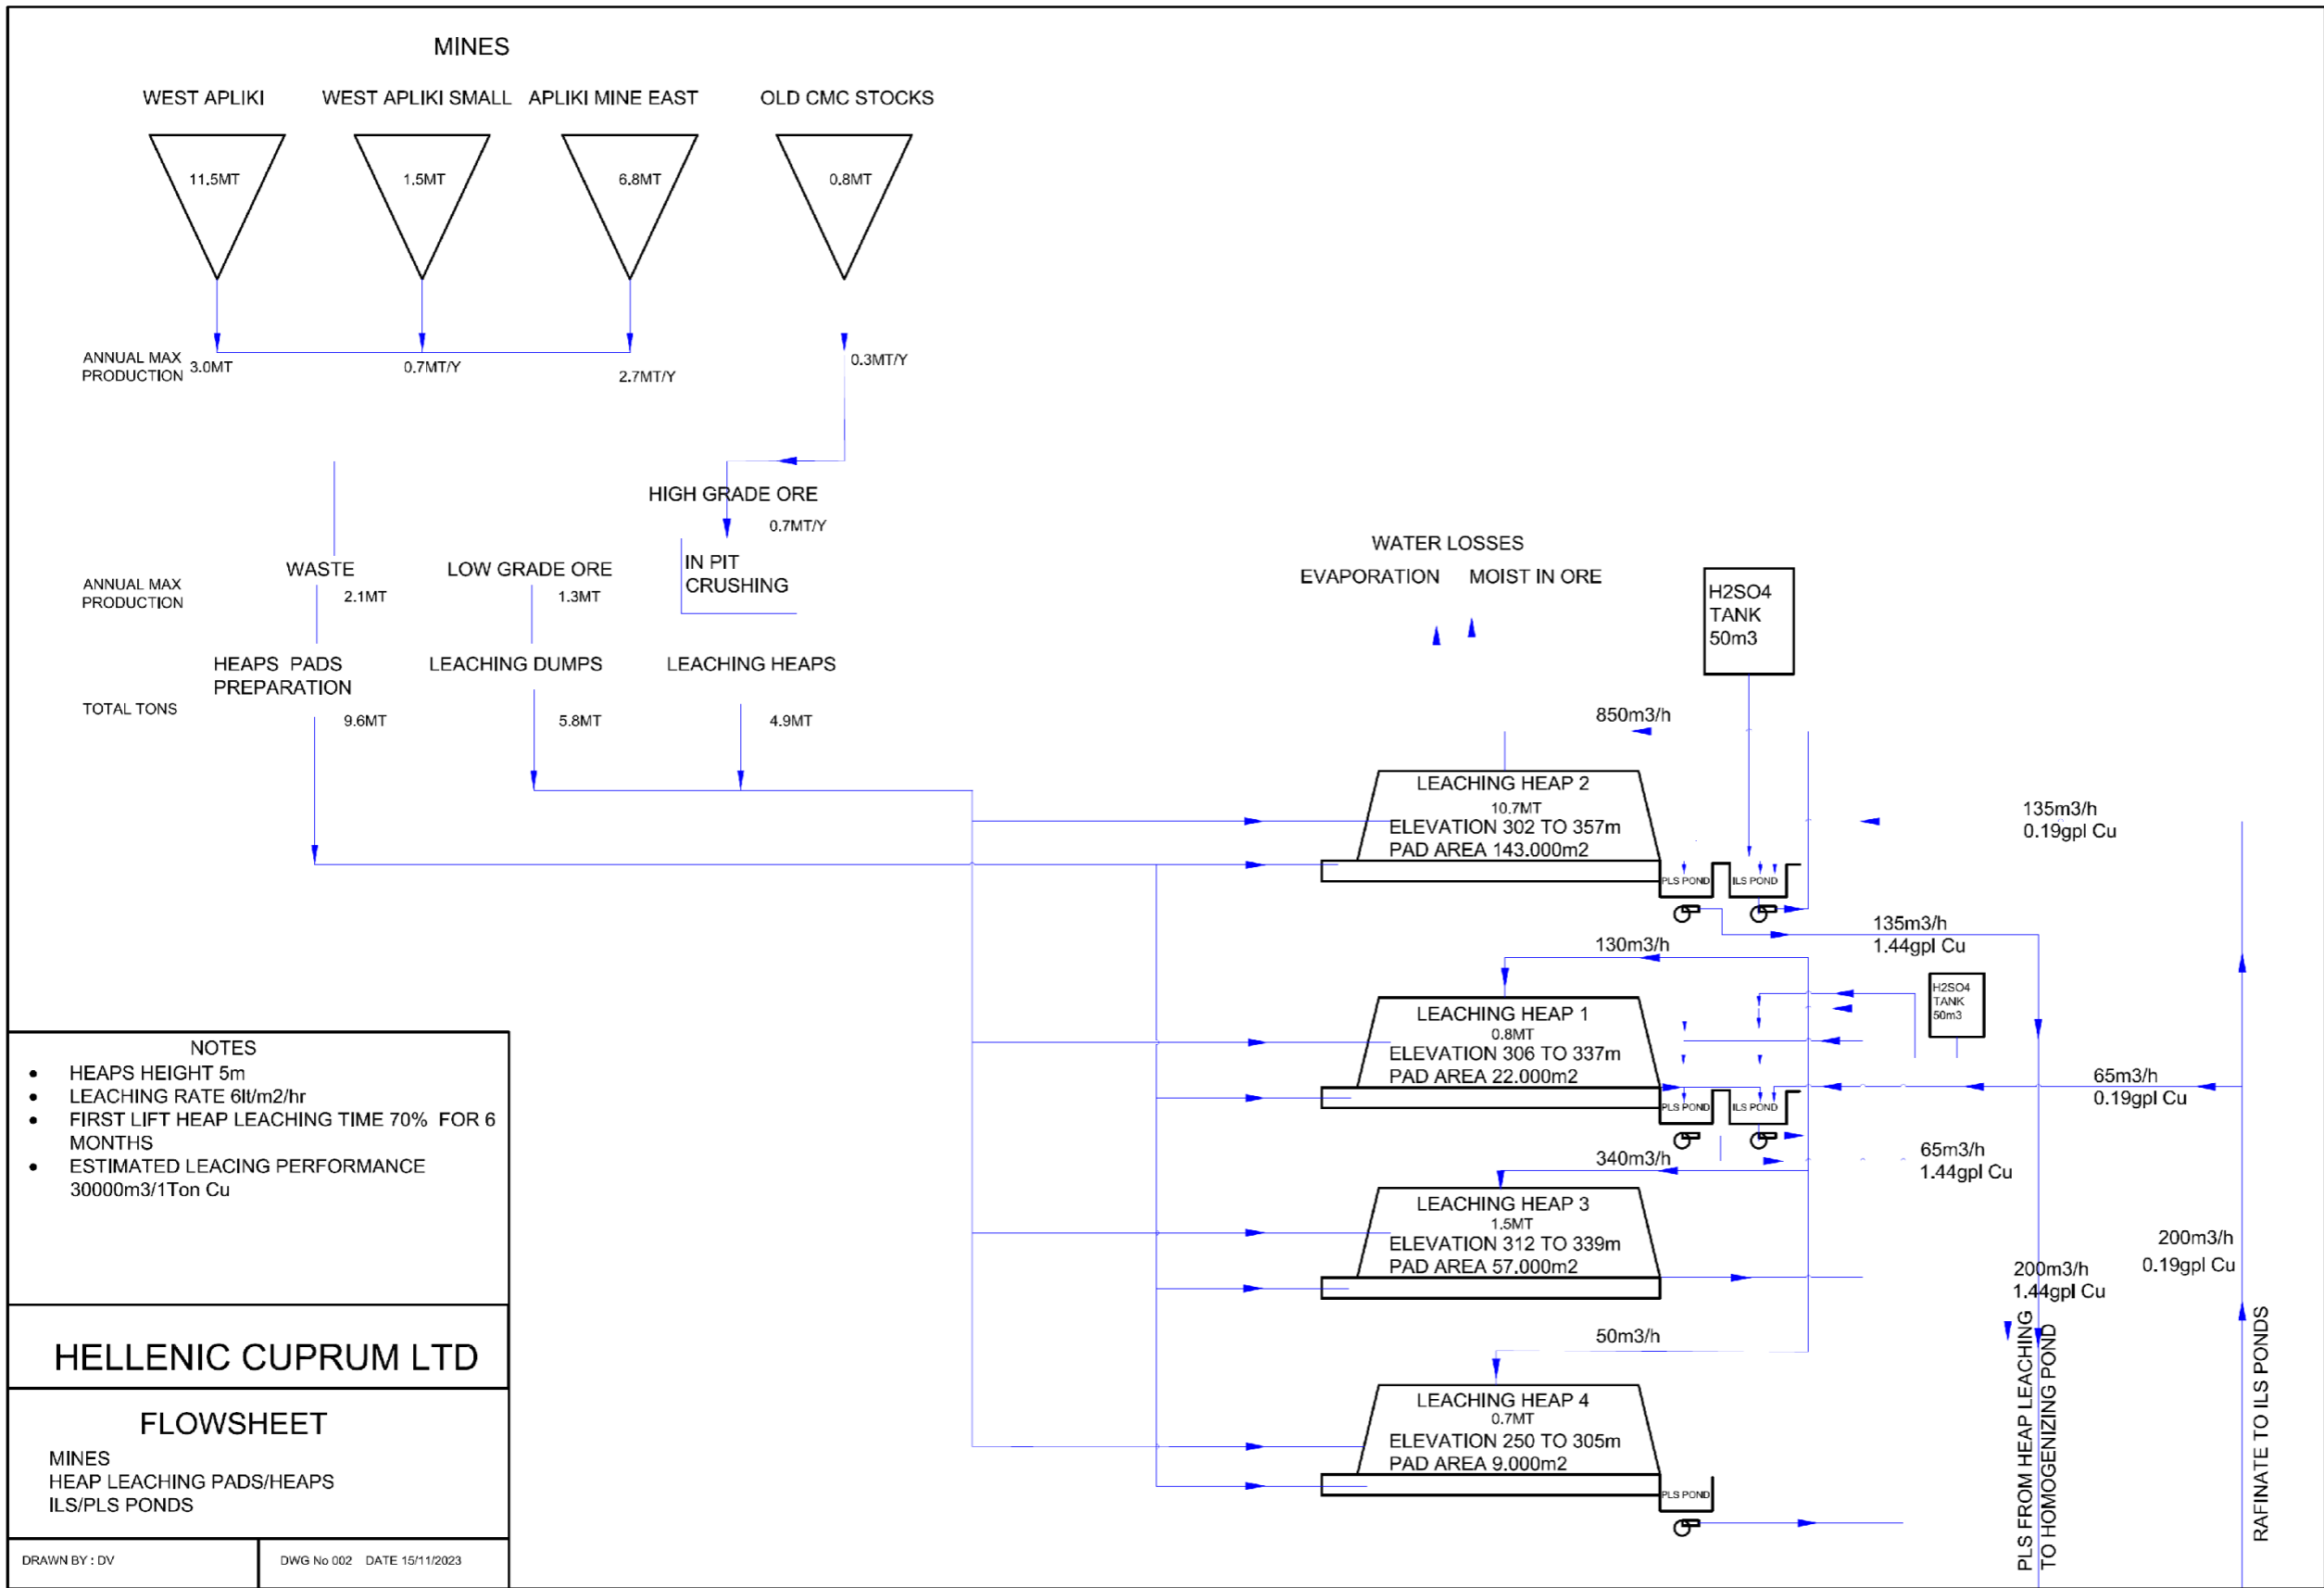 MINES
WEST APLIKI
WEST APLIKI SMALL
APLIKI MINE EAST
OLD CMC STOCKS
11.5MT
1.5MT
6.8MT
0.8MT
ANNUAL MAX
PRODUCTION
3.0MT
0.7MT/Y
2.7MT/Y
0.3MT/Y
HIGH GRADE ORE
0.7MT/Y
IN PIT
CRUSHING
ANNUAL MAX
PRODUCTION
WASTE
2.1MT
LOW GRADE ORE
1.3MT
HEAPS PADS
PREPARATION
LEACHING DUMPS
LEACHING HEAPS
TOTAL TONS
9.6MT
5.8MT
4.9MT
WATER LOSSES
EVAPORATION
MOIST IN ORE
H2SO4
TANK
50m3
850m3/h
LEACHING HEAP 2
10.7MT
ELEVATION 302 TO 357m
PAD AREA 143.000m2
PLS POND
ILS POND
135m3/h
0.19gpl Cu
135m3/h
1.44gpl Cu
130m3/h
LEACHING HEAP 1
0.8MT
ELEVATION 306 TO 337m
PAD AREA 22.000m2
PLS POND
ILS POND
H2SO4
TANK
50m3
65m3/h
0.19gpl Cu
65m3/h
1.44gpl Cu
340m3/h
LEACHING HEAP 3
1.5MT
ELEVATION 312 TO 339m
PAD AREA 57.000m2
200m3/h
0.19gpl Cu
200m3/h
1.44gpl Cu
50m3/h
LEACHING HEAP 4
0.7MT
ELEVATION 250 TO 305m
PAD AREA 9.000m2
PLS POND
PLS FROM HEAP LEACHING
TO HOMOGENIZING POND
RAFINATE TO ILS PONDS
NOTES
• HEAPS HEIGHT 5m
• LEACHING RATE 6lt/m2/hr
• FIRST LIFT HEAP LEACHING TIME 70% FOR 6
MONTHS
• ESTIMATED LEACING PERFORMANCE
30000m3/1Ton Cu
HELLENIC CUPRUM LTD
FLOWSHEET
MINES
HEAP LEACHING PADS/HEAPS
ILS/PLS PONDS
DRAWN BY : DV
DWG No 002 DATE 15/11/2023